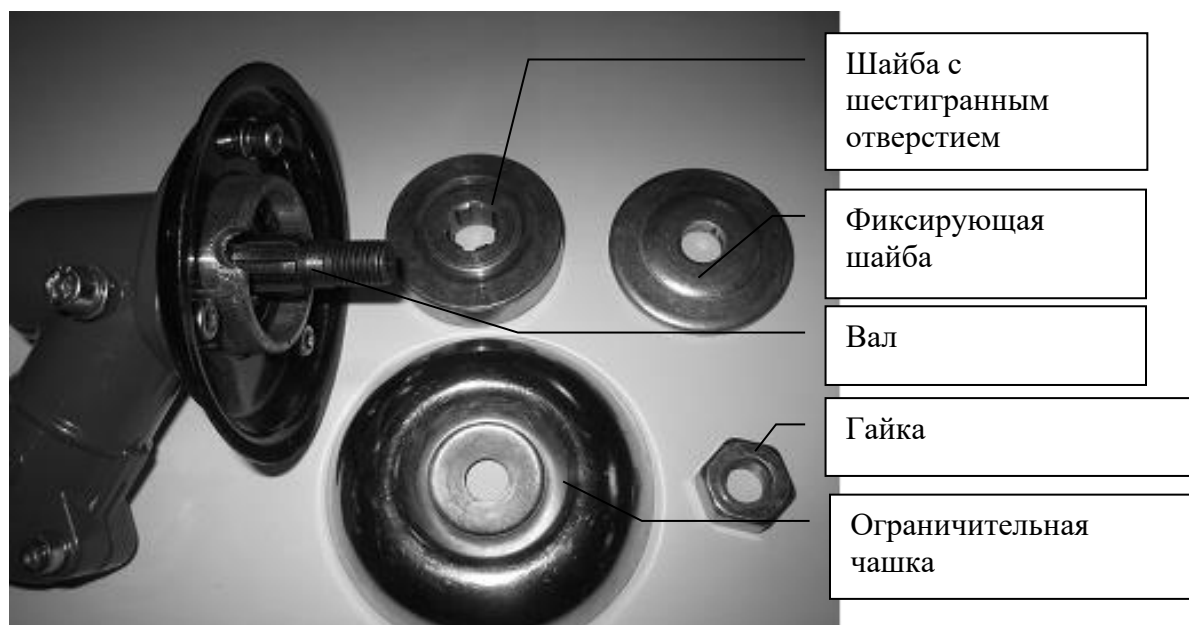 Шайба с
шестигранным
отверстием
Фиксирующая
шайба
Вал
Гайка
Ограничительная
чашка